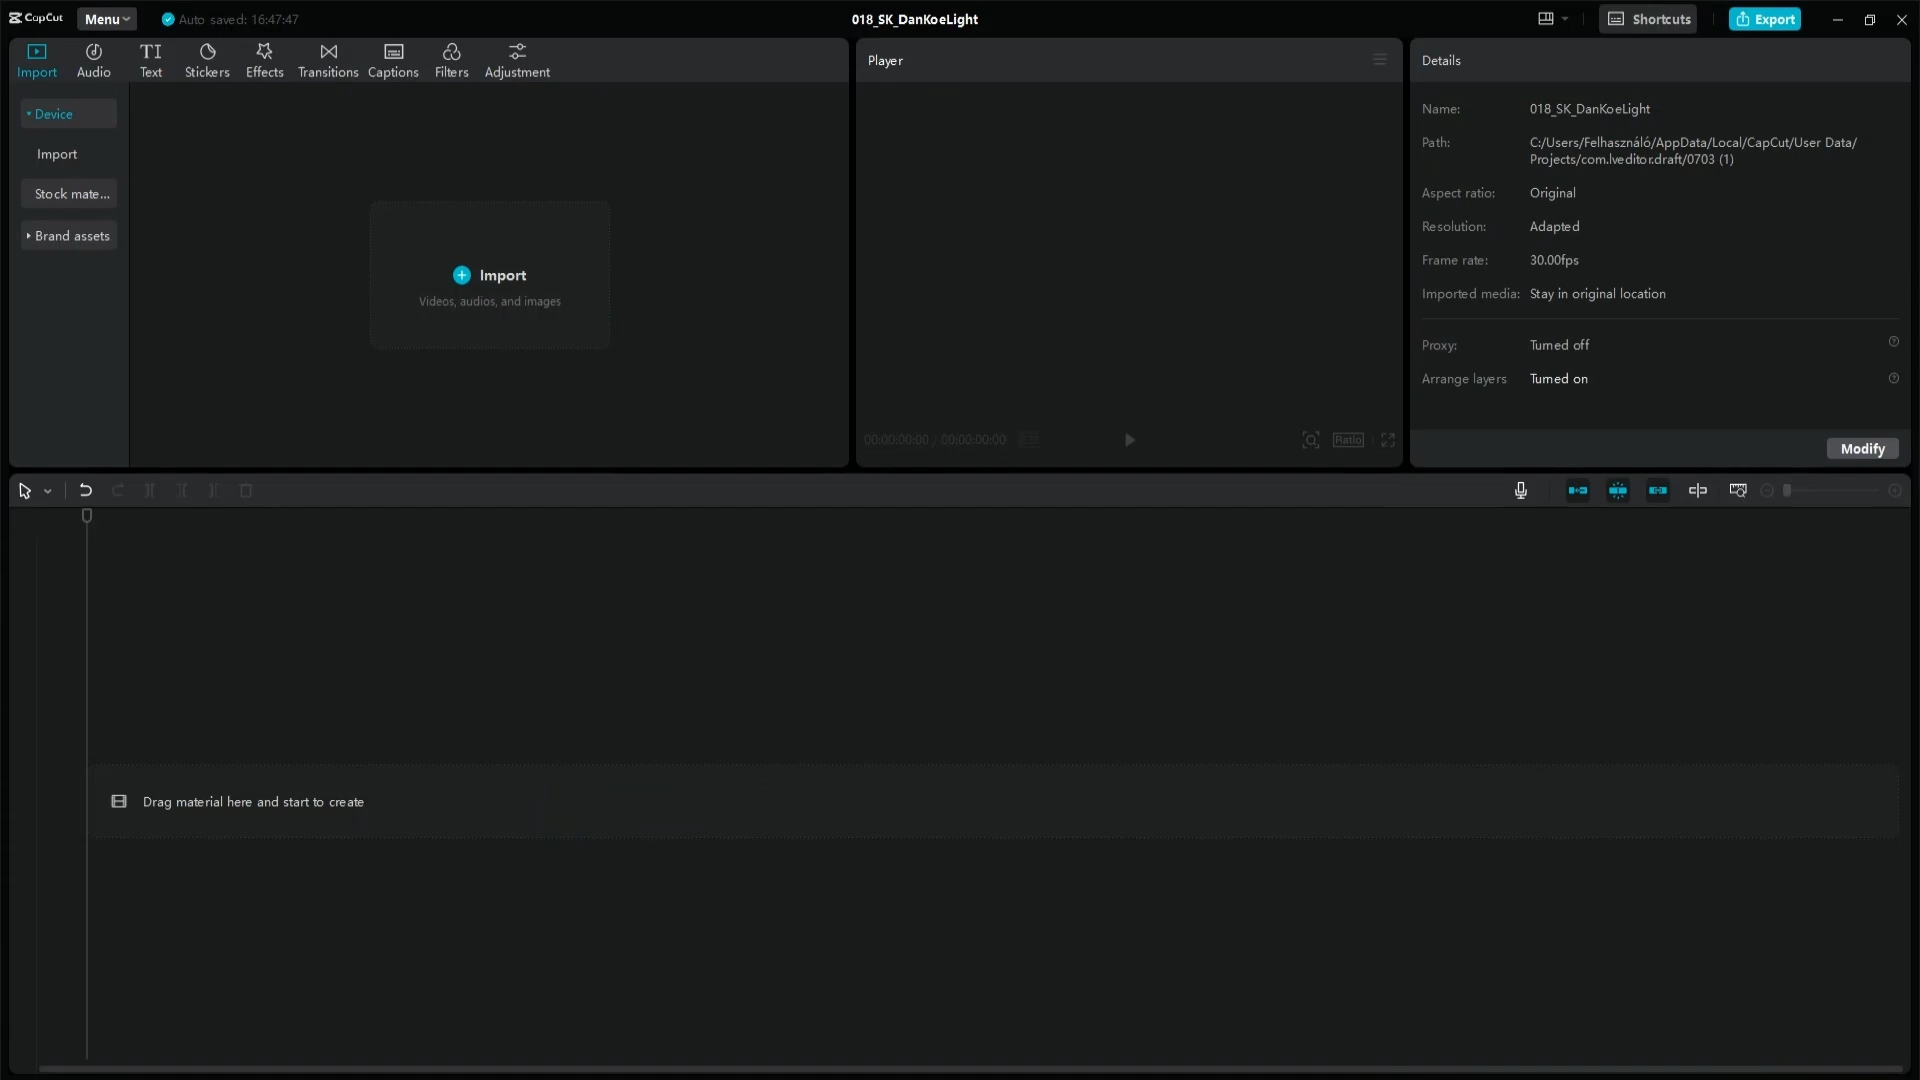 CapCut
Menu
Auto saved: 16:47:47
018_SK_DanKoeLight
Shortcuts
Export
Import
Audio
TI
Text
Stickers
Effects
Transitions
Captions
Filters
Adjustment
Device
Import
Stock mate...
Brand assets
Import
Videos, audios, and images
Player
00:00:00:00 / 00:00:00:00
Ratio
Details
Name: 018_SK_DanKoeLight
Path: C:/Users/Felhasználó/AppData/Local/CapCut/User Data/
Projects/com.lveditor.draft/0703 (1)
Aspect ratio: Original
Resolution: Adapted
Frame rate: 30.00fps
Imported media: Stay in original location
Proxy: Turned off
Arrange layers Turned on
Modify
Drag material here and start to create